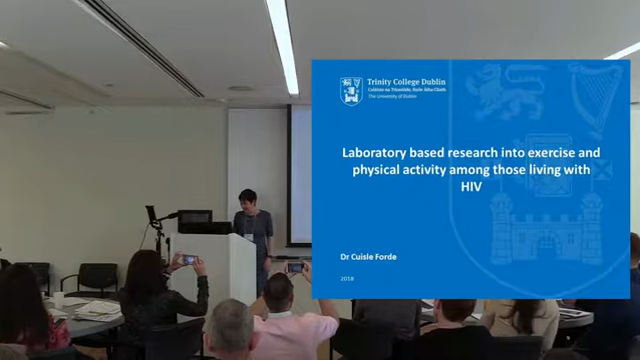 Trinity College Dublin
Coláiste na Tríonóide, Baile Átha Cliath
The University of Dublin
Laboratory based research into exercise and
physical activity among those living with
HIV
Dr Cuisle Forde
2018